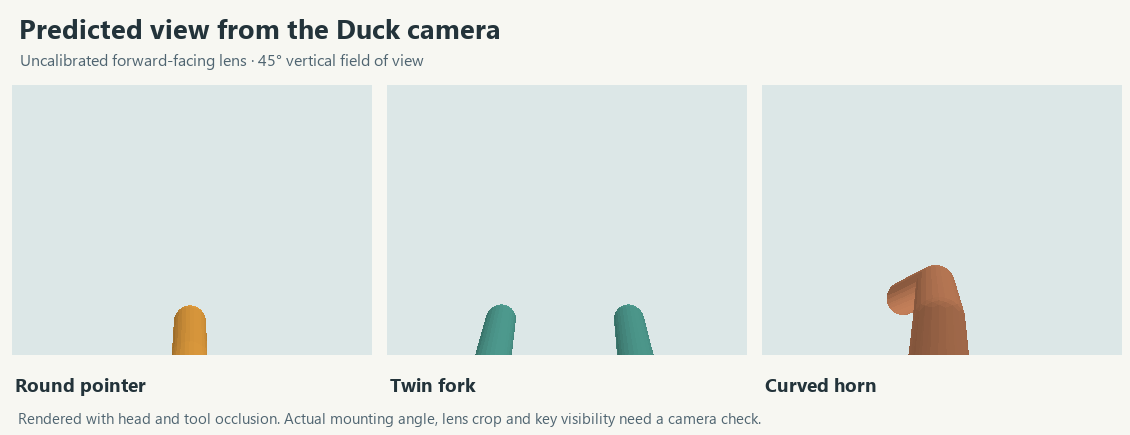 Predicted view from the Duck camera
Uncalibrated forward-facing lens · 45° vertical field of view
Round pointer
Twin fork
Curved horn
Rendered with head and tool occlusion. Actual mounting angle, lens crop and key visibility need a camera check.